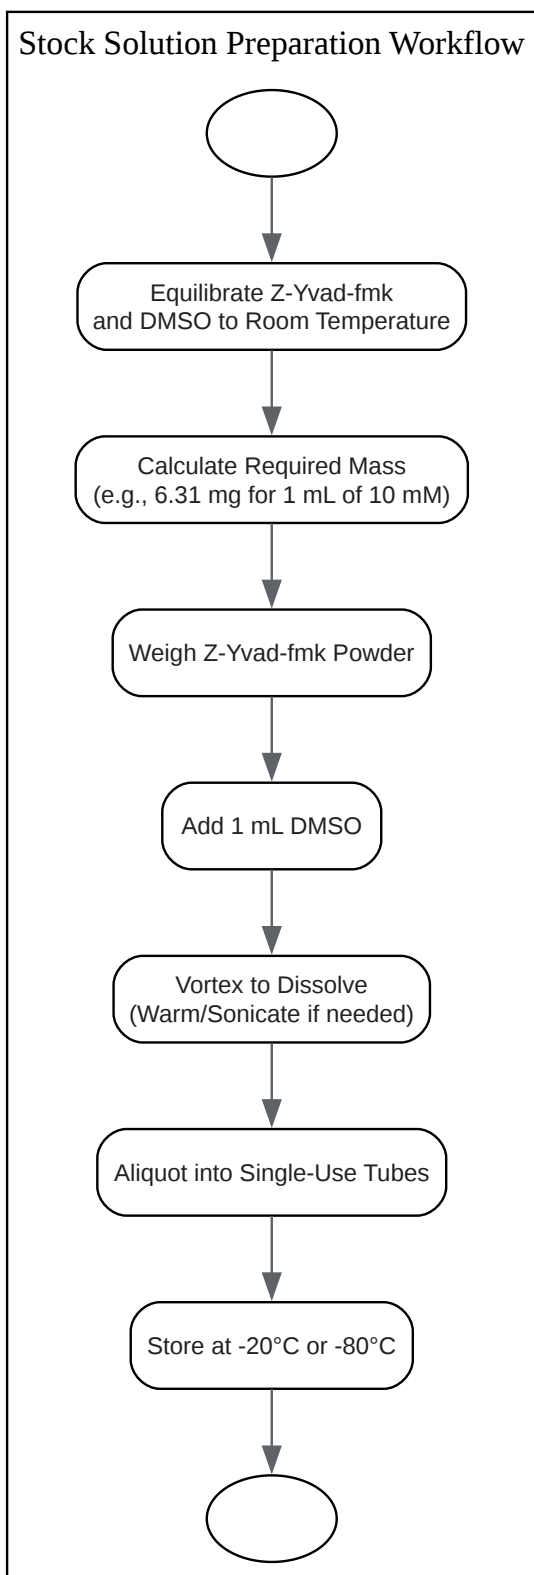 Stock Solution Preparation Workflow
Equilibrate Z-Yvad-fmk
and DMSO to Room Temperature
Calculate Required Mass
(e.g., 6.31 mg for 1 mL of 10 mM)
Weigh Z-Yvad-fmk Powder
Add 1 mL DMSO
Vortex to Dissolve
(Warm/Sonicate if needed)
Aliquot into Single-Use Tubes
Store at -20°C or -80°C